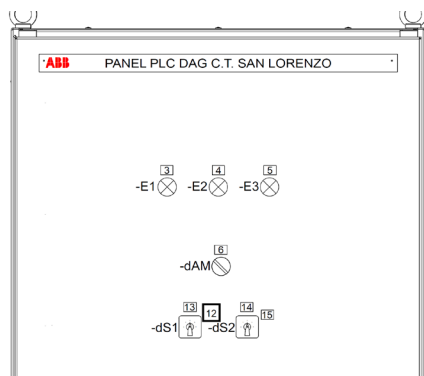 ABB PANEL PLC DAG C.T. SAN LORENZO
3 4 5
-E1 -E2 -E3
6
-dAM
13 12 14 15
-dS1 -dS2